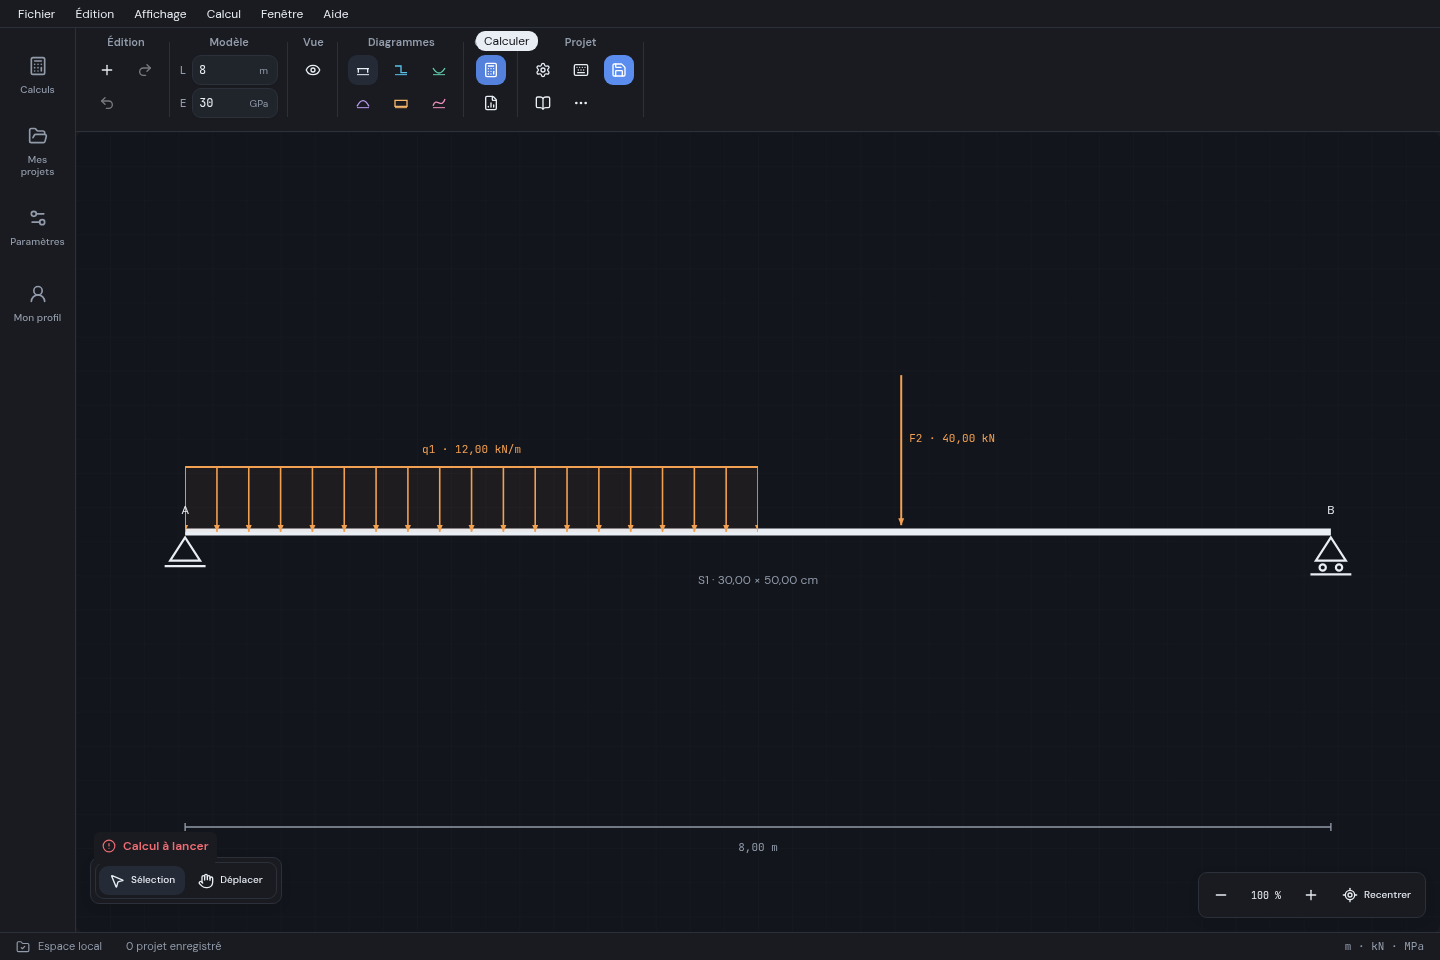 Fichier Édition Affichage Calcul Fenêtre Aide
Édition Modèle Vue Diagrammes Calculer Projet
L 8 m
E 30 GPa
Calculs
Mes
projets
Paramètres
Mon profil
F2 · 40,00 kN
q1 · 12,00 kN/m
A
B
S1 · 30,00 × 50,00 cm
8,00 m
Calcul à lancer
Sélection Déplacer
100 % Recentrer
Espace local 0 projet enregistré
m · kN · MPa